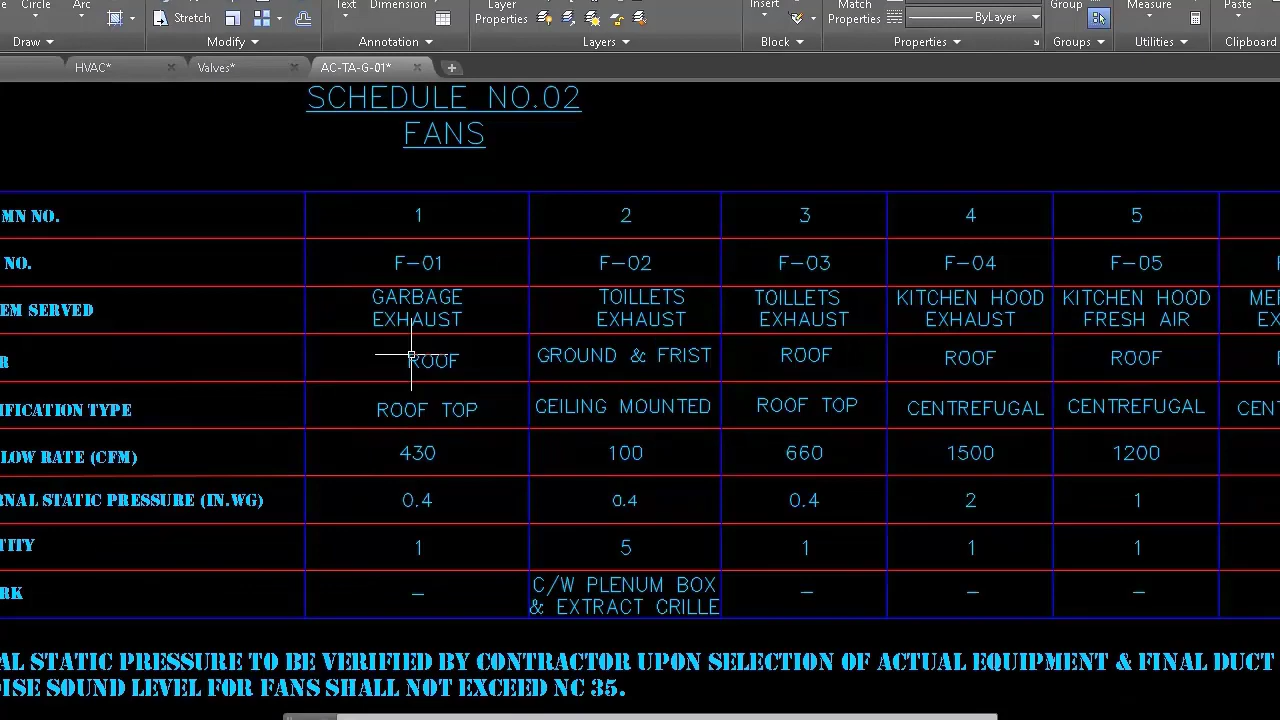 Circle Arc Text Dimension Layer Insert Match Group Measure Paste
Stretch Properties Properties ByLayer
Draw Modify Annotation Layers Block Properties Groups Utilities Clipboard
HVAC* Valves* AC-TA-G-01*
SCHEDULE NO.02
FANS
MN NO. 1 2 3 4 5
NO. F-01 F-02 F-03 F-04 F-05
EM SERVED GARBAGE EXHAUST TOILLETS EXHAUST TOILLETS EXHAUST KITCHEN HOOD EXHAUST KITCHEN HOOD FRESH AIR
R ROOF GROUND & FRIST ROOF ROOF ROOF
IFICATION TYPE ROOF TOP CEILING MOUNTED ROOF TOP CENTREFUGAL CENTREFUGAL CENT
LOW RATE (CFM) 430 100 660 1500 1200
RNAL STATIC PRESSURE (IN.WG) 0.4 0.4 0.4 2 1
TITY 1 5 1 1 1
RK - C/W PLENUM BOX & EXTRACT CRILLE - - -
AL STATIC PRESSURE TO BE VERIFIED BY CONTRACTOR UPON SELECTION OF ACTUAL EQUIPMENT & FINAL DUCT
ISE SOUND LEVEL FOR FANS SHALL NOT EXCEED NC 35.